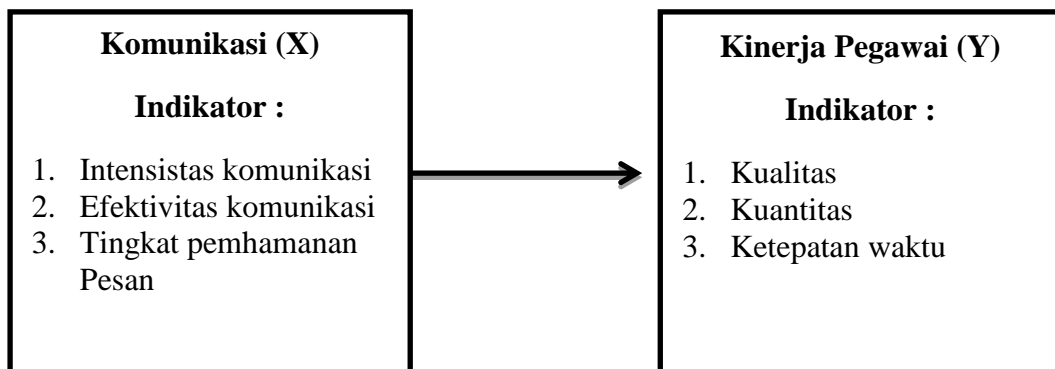 Komunikasi (X)
Indikator :
1. Intensistas komunikasi
2. Efektivitas komunikasi
3. Tingkat pemhamanan
Pesan
Kinerja Pegawai (Y)
Indikator :
1. Kualitas
2. Kuantitas
3. Ketepatan waktu